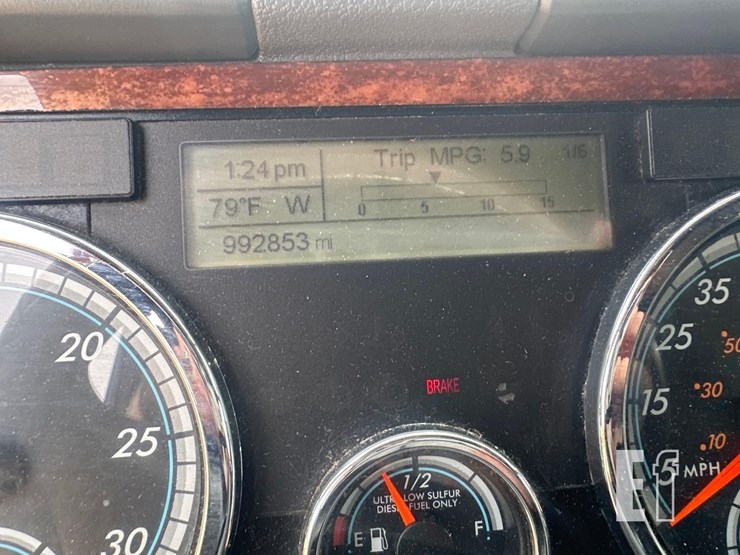 1:24 pm
Trip MPG: 5.9 1/6
79°F W
0 5 10 15
992853 mi
20
25
30
BRAKE
1/2
ULTRA LOW SULFUR
DIESEL FUEL ONLY
E F
35
25
15
5 MPH
50
30
10